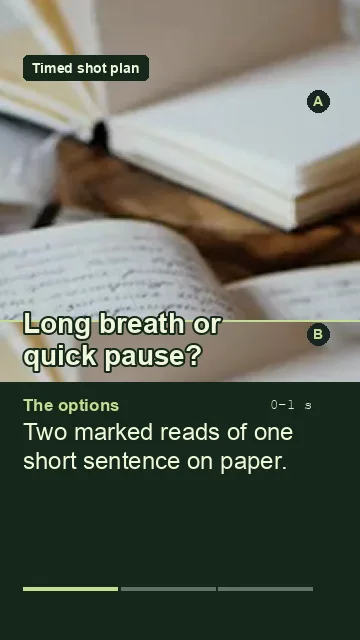 Timed shot plan
A
Long breath or
quick pause?
B
The options
0–1 s
Two marked reads of one
short sentence on paper.